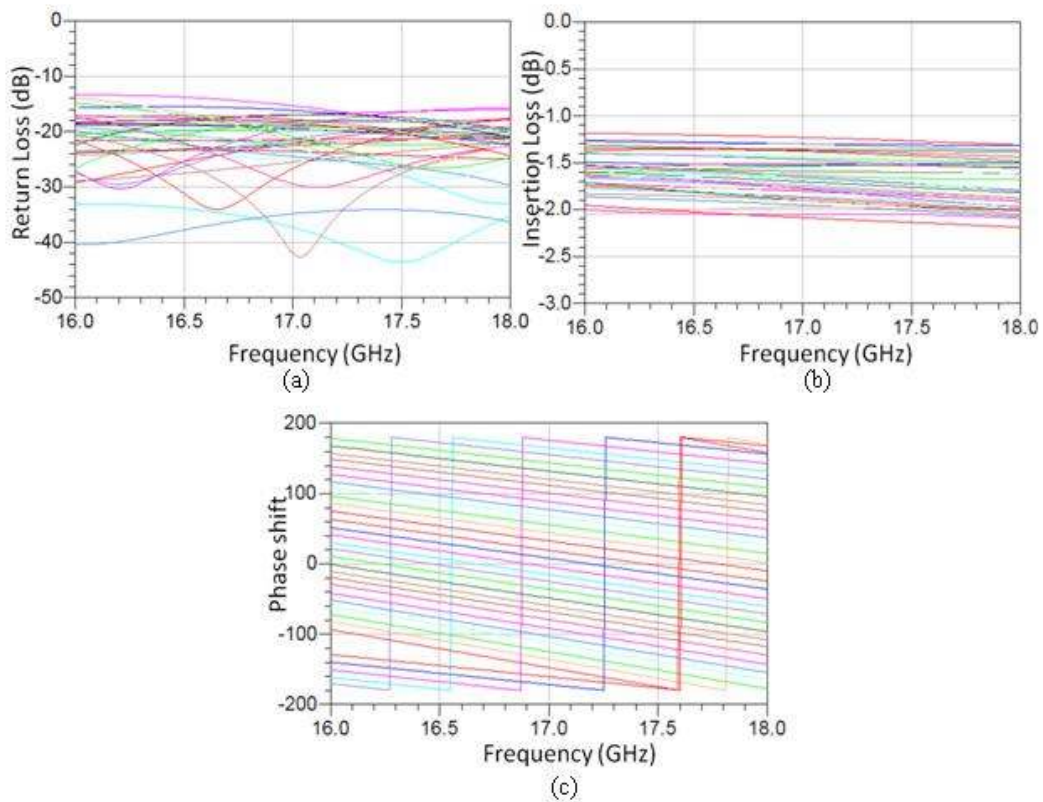 0
-10
-20
-30
-40
-50
Return Loss (dB)
16.0 16.5 17.0 17.5 18.0
Frequency (GHz)
(a)
0.0
-0.5
-1.0
-1.5
-2.0
-2.5
-3.0
Insertion Loss (dB)
16.0 16.5 17.0 17.5 18.0
Frequency (GHz)
(b)
200
100
0
-100
-200
Phase shift
16.0 16.5 17.0 17.5 18.0
Frequency (GHz)
(c)